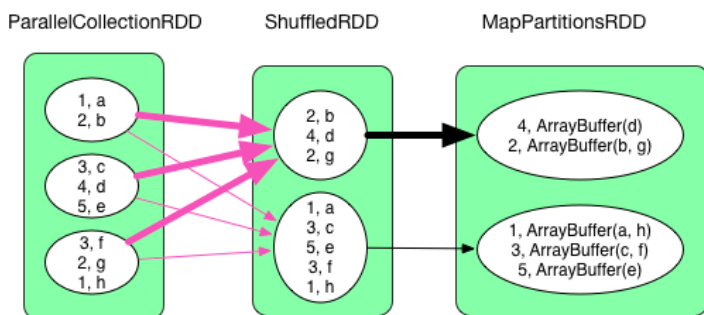 ParallelCollectionRDD
ShuffledRDD
MapPartitionsRDD
1, a
2, b
3, c
4, d
5, e
3, f
2, g
1, h
2, b
4, d
2, g
1, a
3, c
5, e
3, f
1, h
4, ArrayBuffer(d)
2, ArrayBuffer(b, g)
1, ArrayBuffer(a, h)
3, ArrayBuffer(c, f)
5, ArrayBuffer(e)